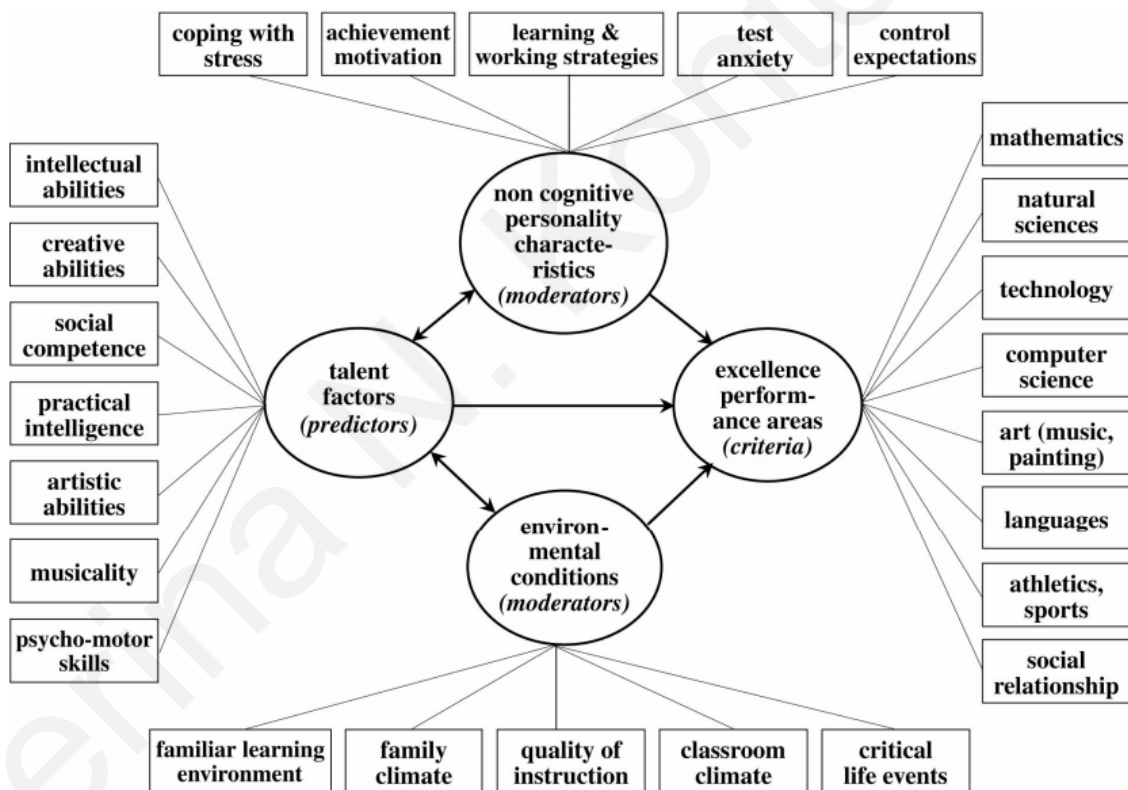 coping with
stress
achievement
motivation
learning &
working strategies
test
anxiety
control
expectations
intellectual
abilities
creative
abilities
social
competence
practical
intelligence
artistic
abilities
musicality
psycho-motor
skills
non cognitive
personality
characte-
ristics
(moderators)
talent
factors
(predictors)
excellence
perform-
ance areas
(criteria)
environ-
mental
conditions
(moderators)
mathematics
natural
sciences
technology
computer
science
art (music,
painting)
languages
athletics,
sports
social
relationship
familiar learning
environment
family
climate
quality of
instruction
classroom
climate
critical
life events